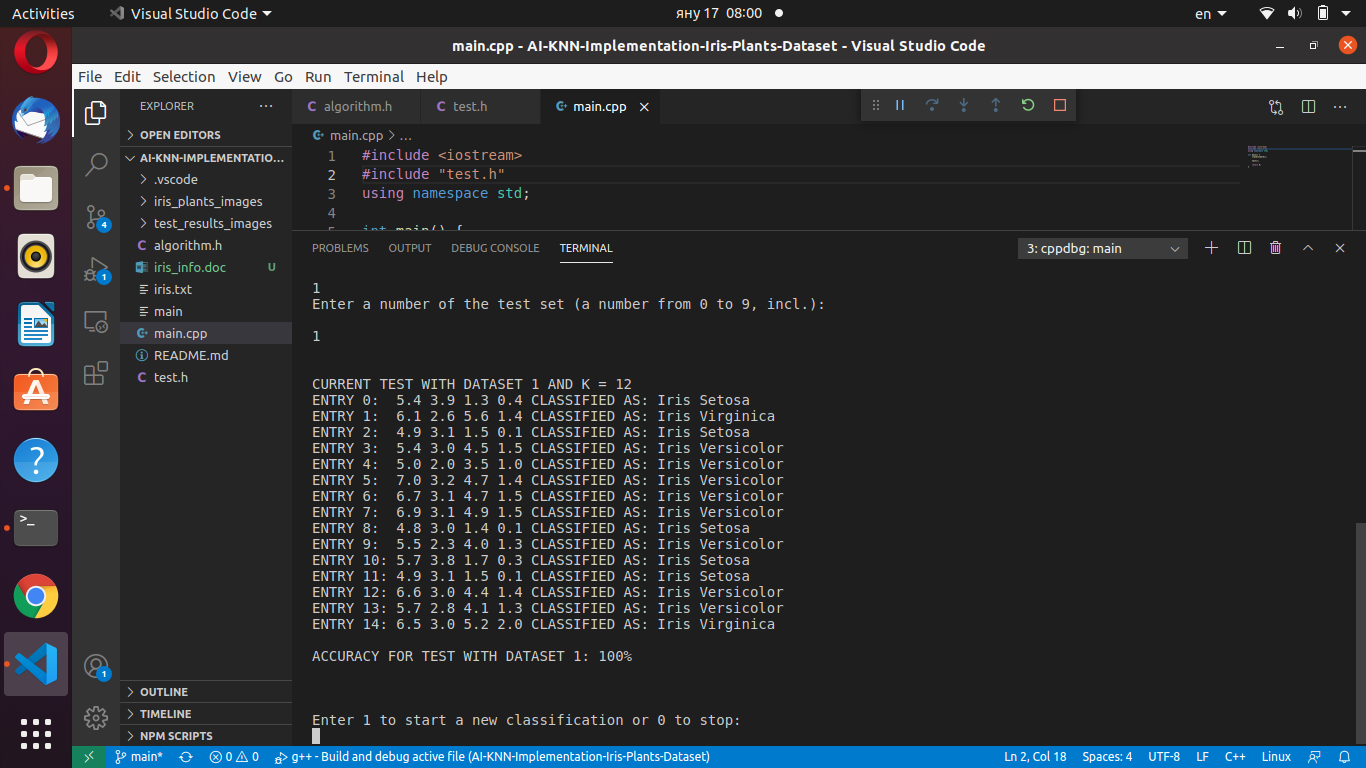 Activities
Visual Studio Code
яну 17 08:00
en
main.cpp - AI-KNN-Implementation-Iris-Plants-Dataset - Visual Studio Code
File Edit Selection View Go Run Terminal Help
EXPLORER
OPEN EDITORS
AI-KNN-IMPLEMENTATIO...
.vscode
iris_plants_images
test_results_images
algorithm.h
iris_info.doc U
iris.txt
main
main.cpp
README.md
test.h
OUTLINE
TIMELINE
NPM SCRIPTS
4
1
1
algorithm.h
test.h
main.cpp
main.cpp > ...
1 #include <iostream>
2 #include "test.h"
3 using namespace std;
4
5 int main() {
PROBLEMS OUTPUT DEBUG CONSOLE TERMINAL
3: cppdbg: main
1
Enter a number of the test set (a number from 0 to 9, incl.):
1
CURRENT TEST WITH DATASET 1 AND K = 12
ENTRY 0: 5.4 3.9 1.3 0.4 CLASSIFIED AS: Iris Setosa
ENTRY 1: 6.1 2.6 5.6 1.4 CLASSIFIED AS: Iris Virginica
ENTRY 2: 4.9 3.1 1.5 0.1 CLASSIFIED AS: Iris Setosa
ENTRY 3: 5.4 3.0 4.5 1.5 CLASSIFIED AS: Iris Versicolor
ENTRY 4: 5.0 2.0 3.5 1.0 CLASSIFIED AS: Iris Versicolor
ENTRY 5: 7.0 3.2 4.7 1.4 CLASSIFIED AS: Iris Versicolor
ENTRY 6: 6.7 3.1 4.7 1.5 CLASSIFIED AS: Iris Versicolor
ENTRY 7: 6.9 3.1 4.9 1.5 CLASSIFIED AS: Iris Versicolor
ENTRY 8: 4.8 3.0 1.4 0.1 CLASSIFIED AS: Iris Setosa
ENTRY 9: 5.5 2.3 4.0 1.3 CLASSIFIED AS: Iris Versicolor
ENTRY 10: 5.7 3.8 1.7 0.3 CLASSIFIED AS: Iris Setosa
ENTRY 11: 4.9 3.1 1.5 0.1 CLASSIFIED AS: Iris Setosa
ENTRY 12: 6.6 3.0 4.4 1.4 CLASSIFIED AS: Iris Versicolor
ENTRY 13: 5.7 2.8 4.1 1.3 CLASSIFIED AS: Iris Versicolor
ENTRY 14: 6.5 3.0 5.2 2.0 CLASSIFIED AS: Iris Virginica
ACCURACY FOR TEST WITH DATASET 1: 100%
Enter 1 to start a new classification or 0 to stop:
main* 0 0 g++ - Build and debug active file (AI-KNN-Implementation-Iris-Plants-Dataset) Ln 2, Col 18 Spaces: 4 UTF-8 LF C++ Linux